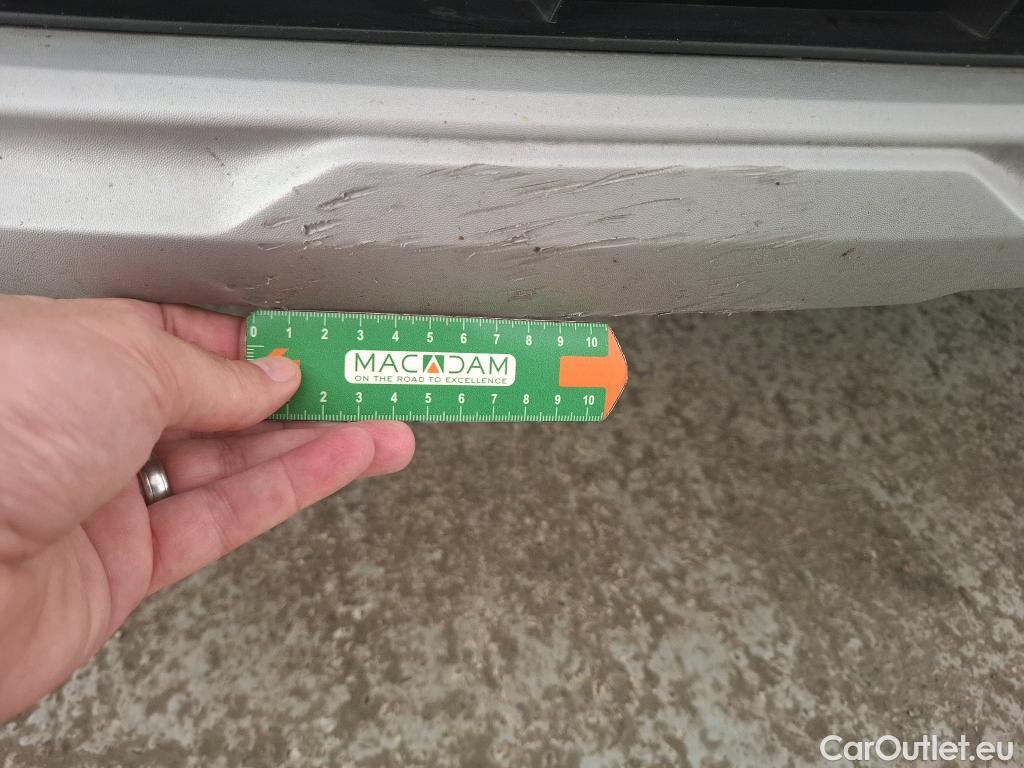 0 1 2 3 4 5 6 7 8 9 10
MACADAM
ON THE ROAD TO EXCELLENCE
2 3 4 5 6 7 8 9 10
CarOutlet.eu